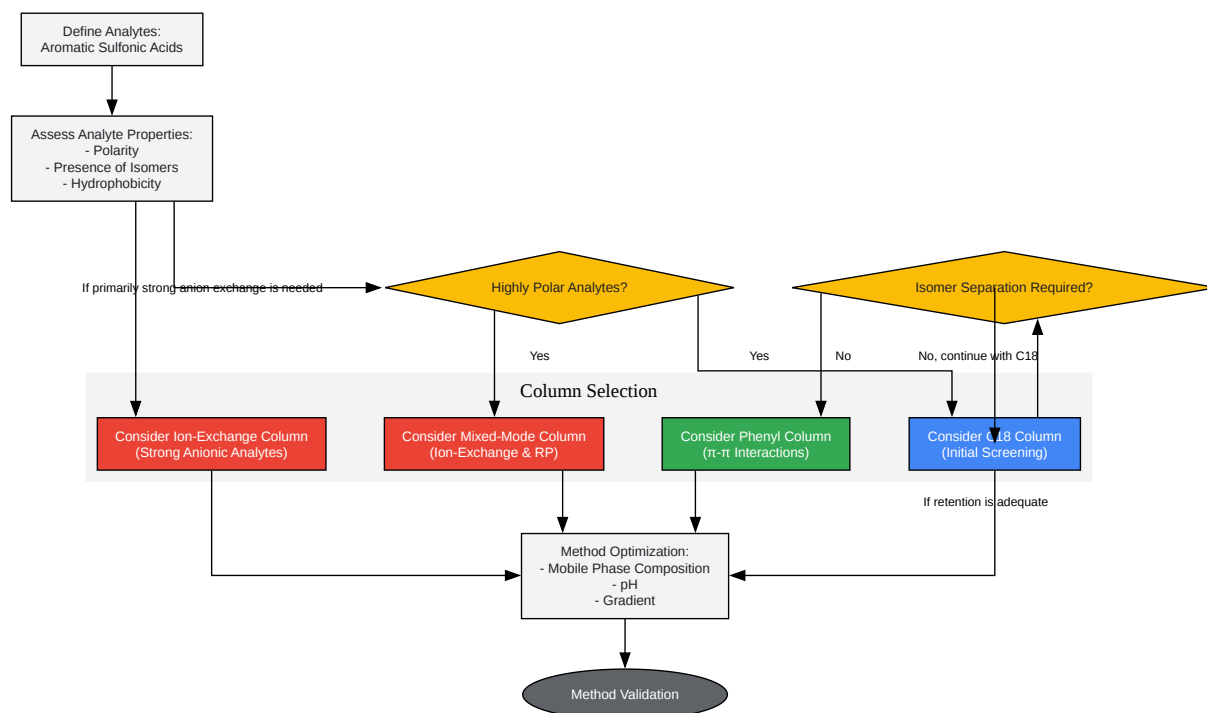 Define Analytes:
Aromatic Sulfonic Acids
Assess Analyte Properties:
- Polarity
- Presence of Isomers
- Hydrophobicity
If primarily strong anion exchange is needed
Highly Polar Analytes?
Isomer Separation Required?
Yes
Yes
No
No, continue with C18
Column Selection
Consider Ion-Exchange Column
(Strong Anionic Analytes)
Consider Mixed-Mode Column
(Ion-Exchange & RP)
Consider Phenyl Column
(π-π Interactions)
Consider C18 Column
(Initial Screening)
If retention is adequate
Method Optimization:
- Mobile Phase Composition
- pH
- Gradient
Method Validation